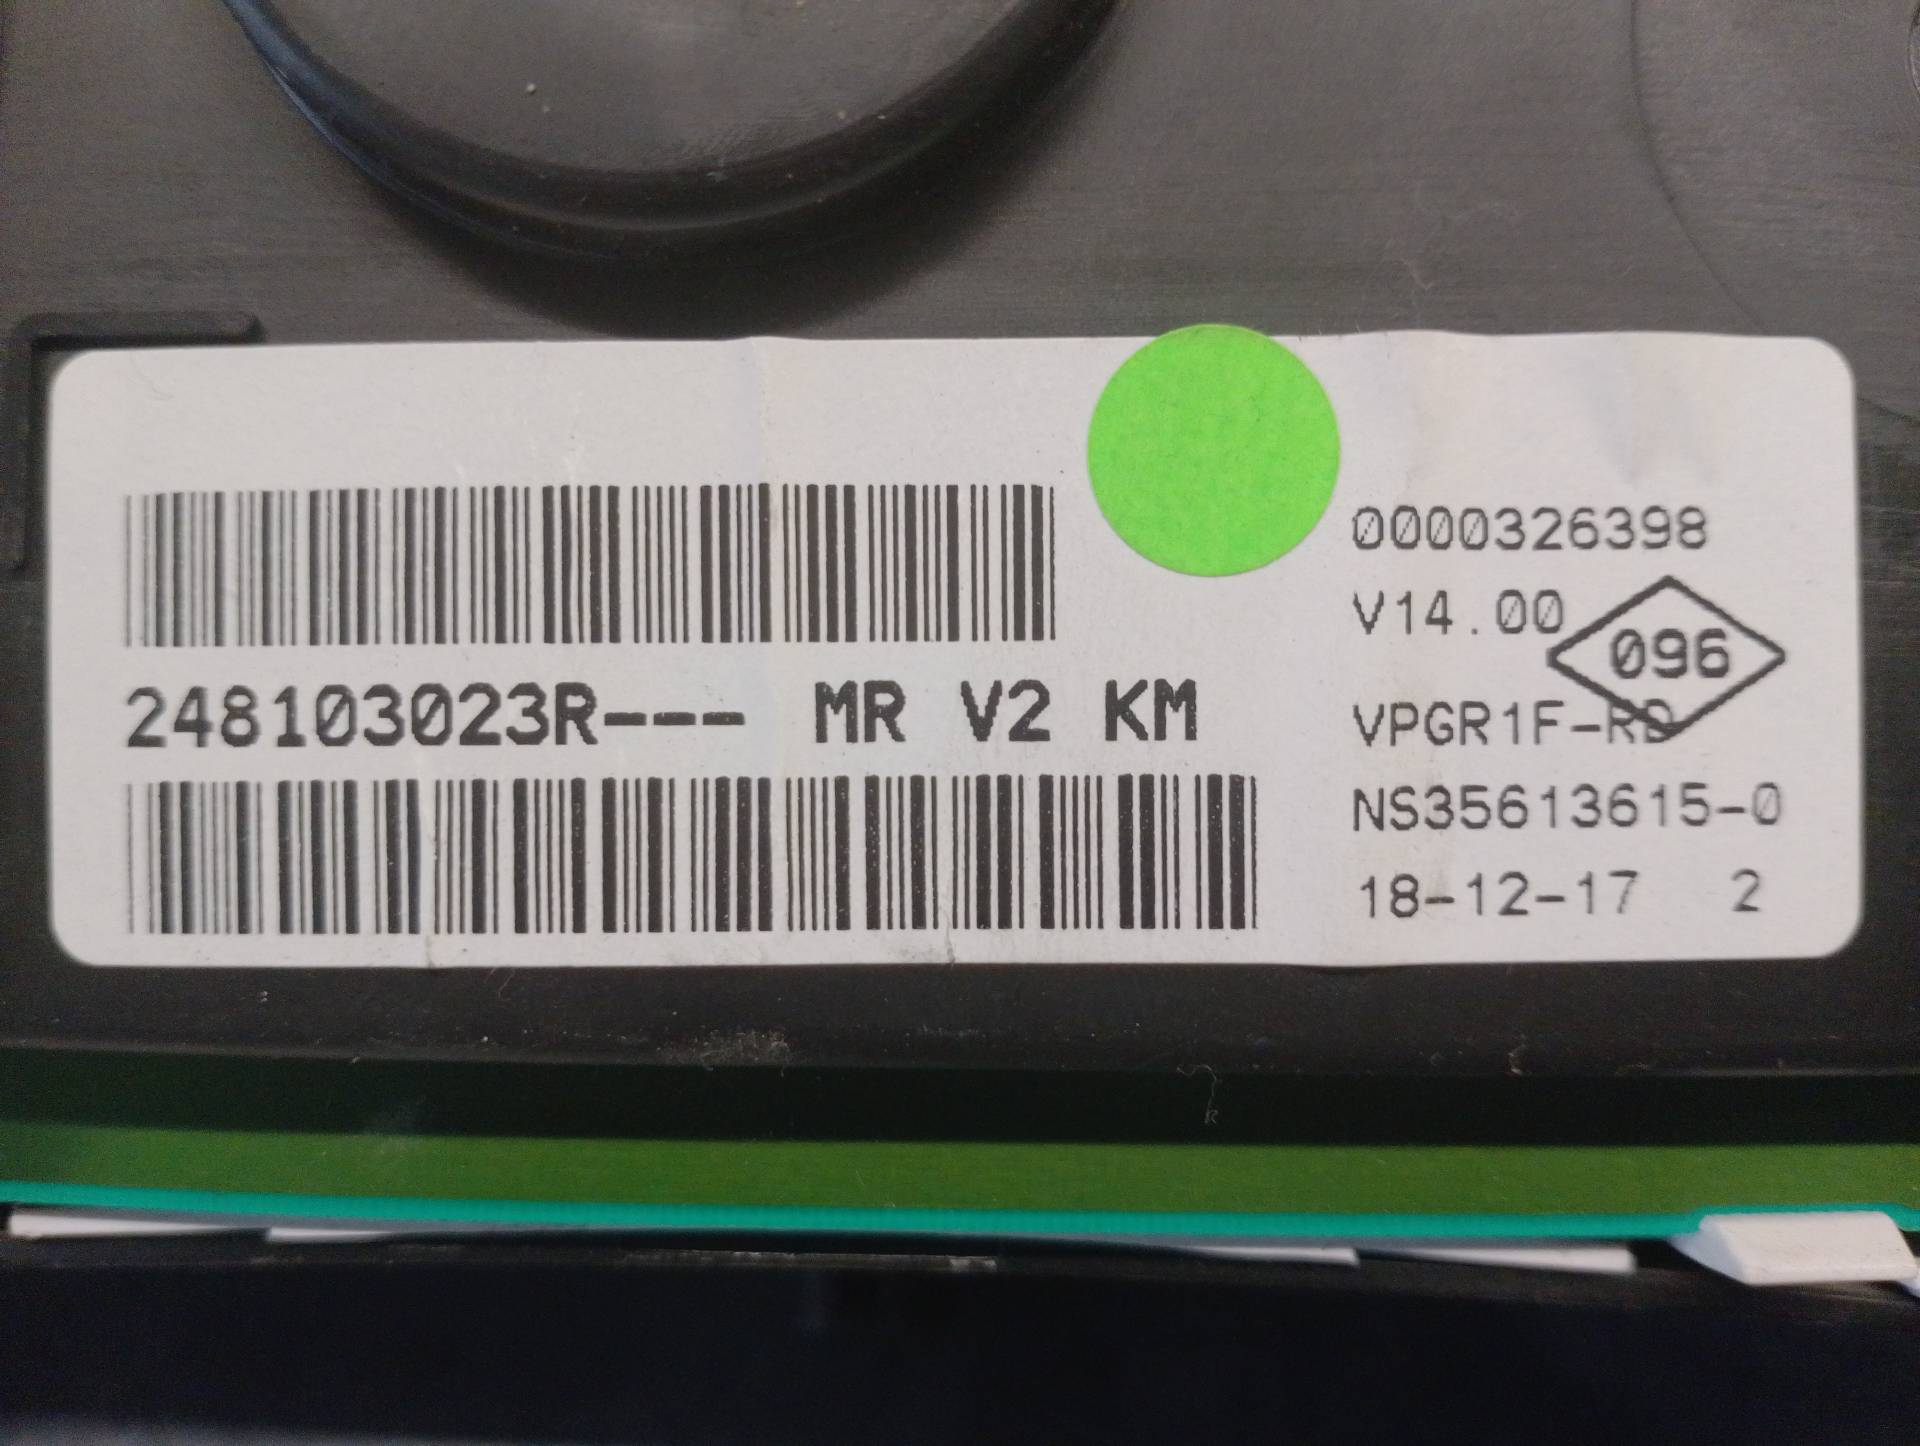 248103023R--- MR V2 KM
0000326398
V14.00
096
VPGR1F-RD
NS35613615-0
18-12-17 2